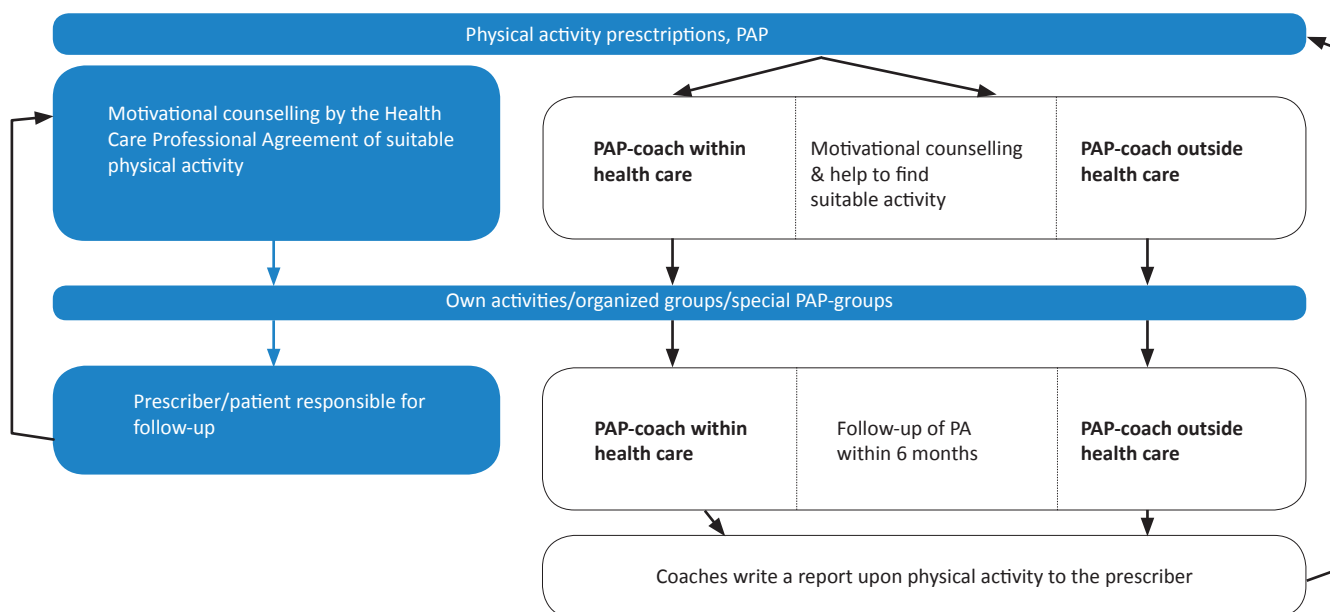 Physical activity presctriptions, PAP
Motivational counselling by the Health
Care Professional Agreement of suitable
physical activity
PAP-coach within
health care
Motivational counselling
& help to find
suitable activity
PAP-coach outside
health care
Own activities/organized groups/special PAP-groups
Prescriber/patient responsible for
follow-up
PAP-coach within
health care
Follow-up of PA
within 6 months
PAP-coach outside
health care
Coaches write a report upon physical activity to the prescriber